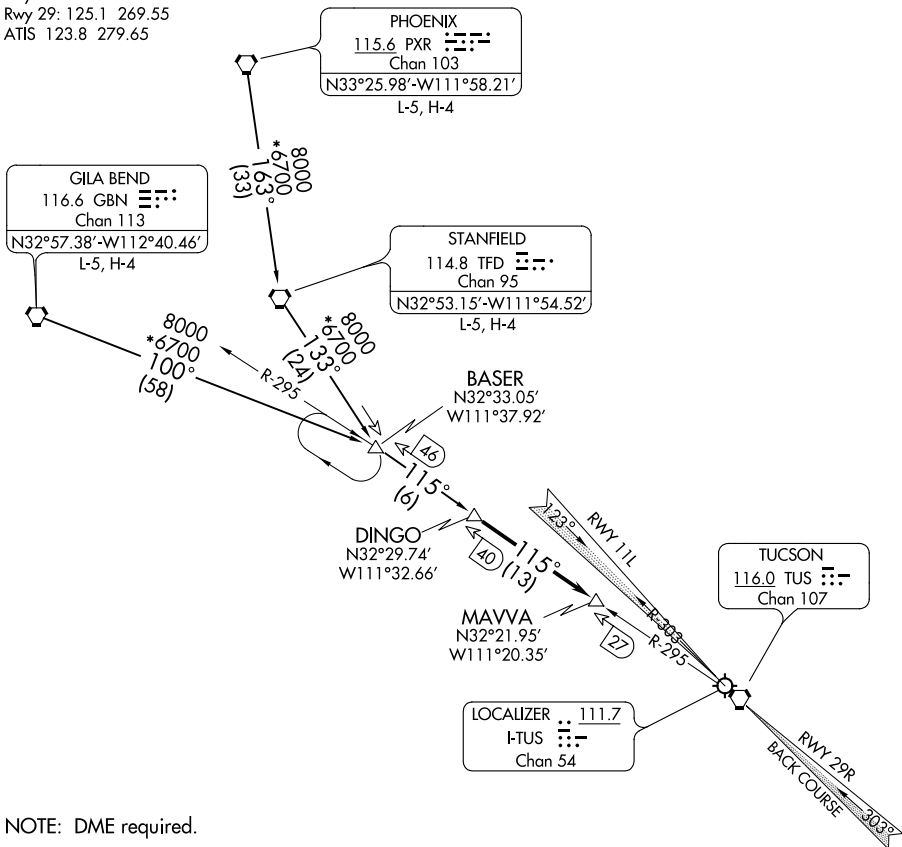 Rwy 29: 125.1 269.55
ATIS 123.8 279.65
PHOENIX
115.6 PXR
Chan 103
N33°25.98'-W111°58.21'
L-5, H-4
8000
*6700
163°
(33)
GILA BEND
116.6 GBN
Chan 113
N32°57.38'-W112°40.46'
L-5, H-4
STANFIELD
114.8 TFD
Chan 95
N32°53.15'-W111°54.52'
L-5, H-4
8000
*6700
133°
(24)
8000
*6700
100°
(58)
R-295
BASER
N32°33.05'
W111°37.92'
46
115°
(6)
DINGO
N32°29.74'
W111°32.66'
40
115°
(13)
123°
RWY 11L
TUCSON
116.0 TUS
Chan 107
MAVVA
N32°21.95'
W111°20.35'
27
R-303
R-295
LOCALIZER 111.7
I-TUS
Chan 54
RWY 29R
BACK COURSE
303°
NOTE: DME required.